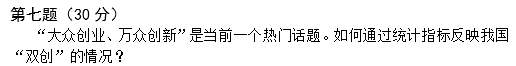 第七题（30 分）
“大众创业、万众创新”是当前一个热门话题。如何通过统计指标反映我国
“双创”的情况？